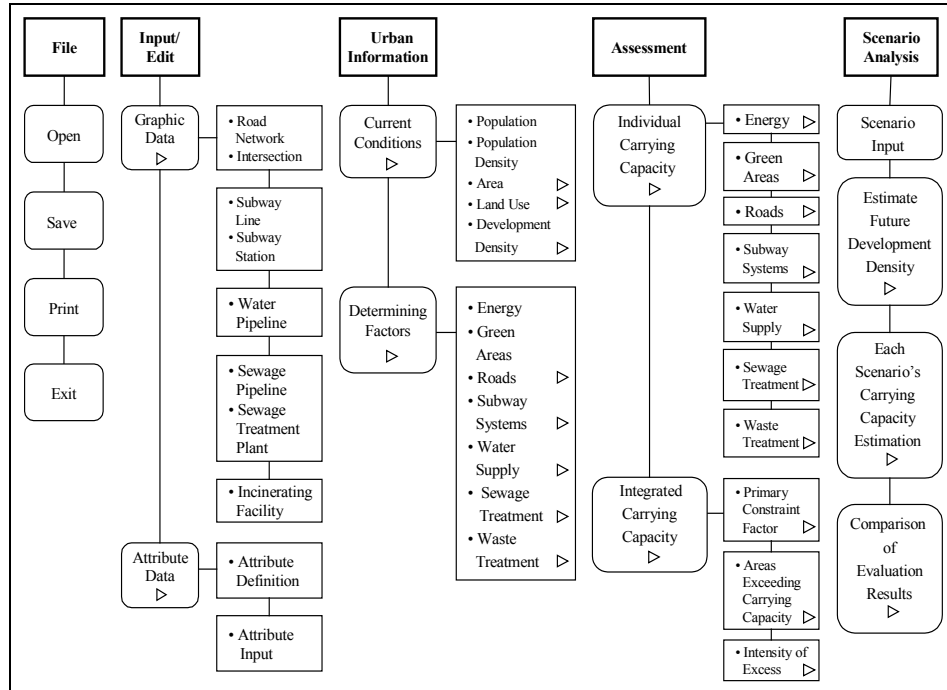 File
Open
Save
Print
Exit
Input/
Edit
Graphic
Data
• Road
Network
• Intersection
• Subway
Line
• Subway
Station
• Water
Pipeline
• Sewage
Pipeline
• Sewage
Treatment
Plant
• Incinerating
Facility
Attribute
Data
• Attribute
Definition
• Attribute
Input
Urban
Information
Current
Conditions
• Population
• Population
Density
• Area
• Land Use
• Development
Density
Determining
Factors
• Energy
• Green
Areas
• Roads
• Subway
Systems
• Water
Supply
• Sewage
Treatment
• Waste
Treatment
Assessment
Individual
Carrying
Capacity
• Energy
• Green
Areas
• Roads
• Subway
Systems
• Water
Supply
• Sewage
Treatment
• Waste
Treatment
Integrated
Carrying
Capacity
• Primary
Constraint
Factor
• Areas
Exceeding
Carrying
Capacity
• Intensity of
Excess
Scenario
Analysis
Scenario
Input
Estimate
Future
Development
Density
Each
Scenario's
Carrying
Capacity
Estimation
Comparison
of
Evaluation
Results